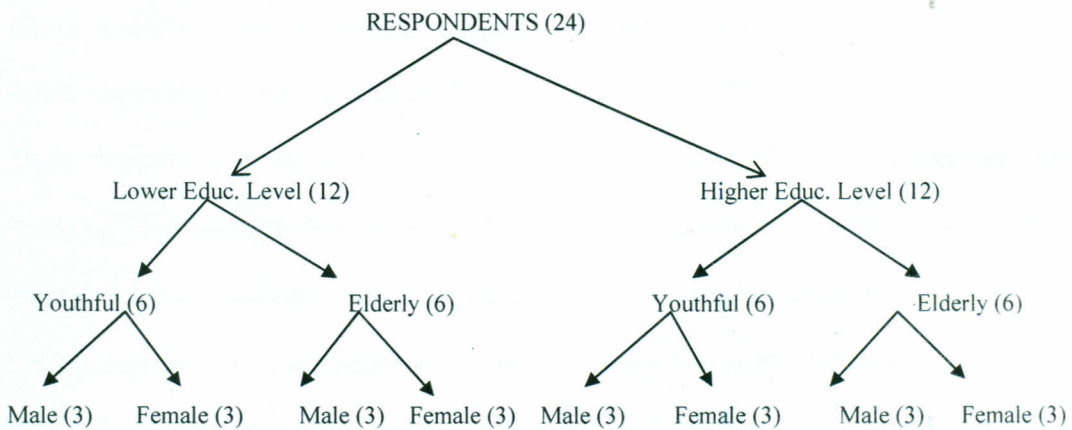 RESPONDENTS (24)
Lower Educ. Level (12) Higher Educ. Level (12)
Youthful (6) Elderly (6) Youthful (6) Elderly (6)
Male (3) Female (3) Male (3) Female (3) Male (3) Female (3) Male (3) Female (3)